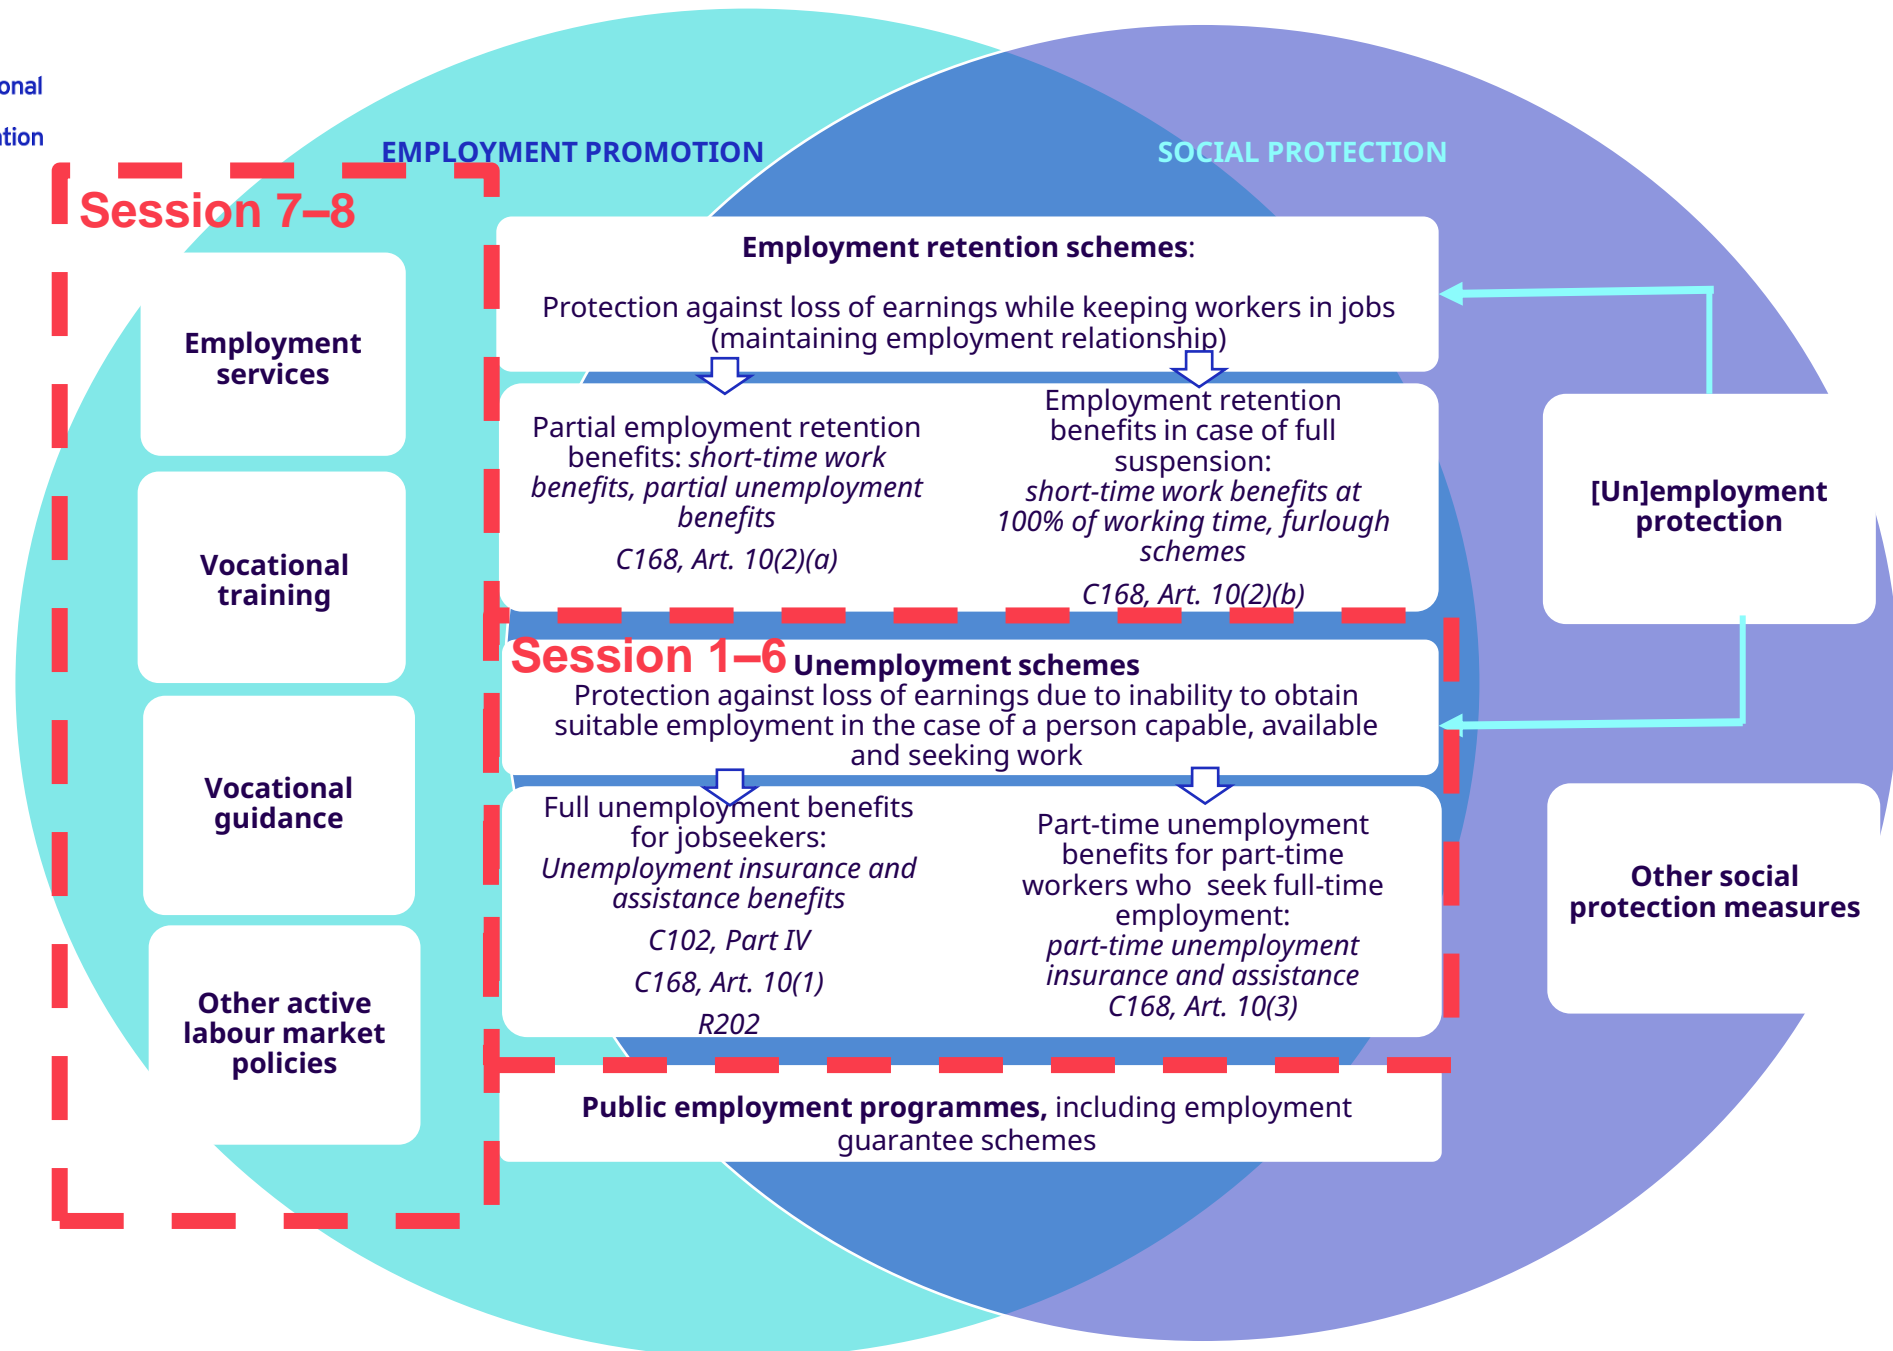 onal
tion
EMPLOYMENT PROMOTION
SOCIAL PROTECTION
Session 7–8
Employment
services
Vocational
training
Vocational
guidance
Other active
labour market
policies
Employment retention schemes:
Protection against loss of earnings while keeping workers in jobs
(maintaining employment relationship)
Partial employment retention
benefits: short-time work
benefits, partial unemployment
benefits
C168, Art. 10(2)(a)
Employment retention
benefits in case of full
suspension:
short-time work benefits at
100% of working time, furlough
schemes
C168, Art. 10(2)(b)
Session 1–6
Unemployment schemes
Protection against loss of earnings due to inability to obtain
suitable employment in the case of a person capable, available
and seeking work
Full unemployment benefits
for jobseekers:
Unemployment insurance and
assistance benefits
C102, Part IV
C168, Art. 10(1)
R202
Part-time unemployment
benefits for part-time
workers who  seek full-time
employment:
part-time unemployment
insurance and assistance
C168, Art. 10(3)
Public employment programmes, including employment
guarantee schemes
[Un]employment
protection
Other social
protection measures